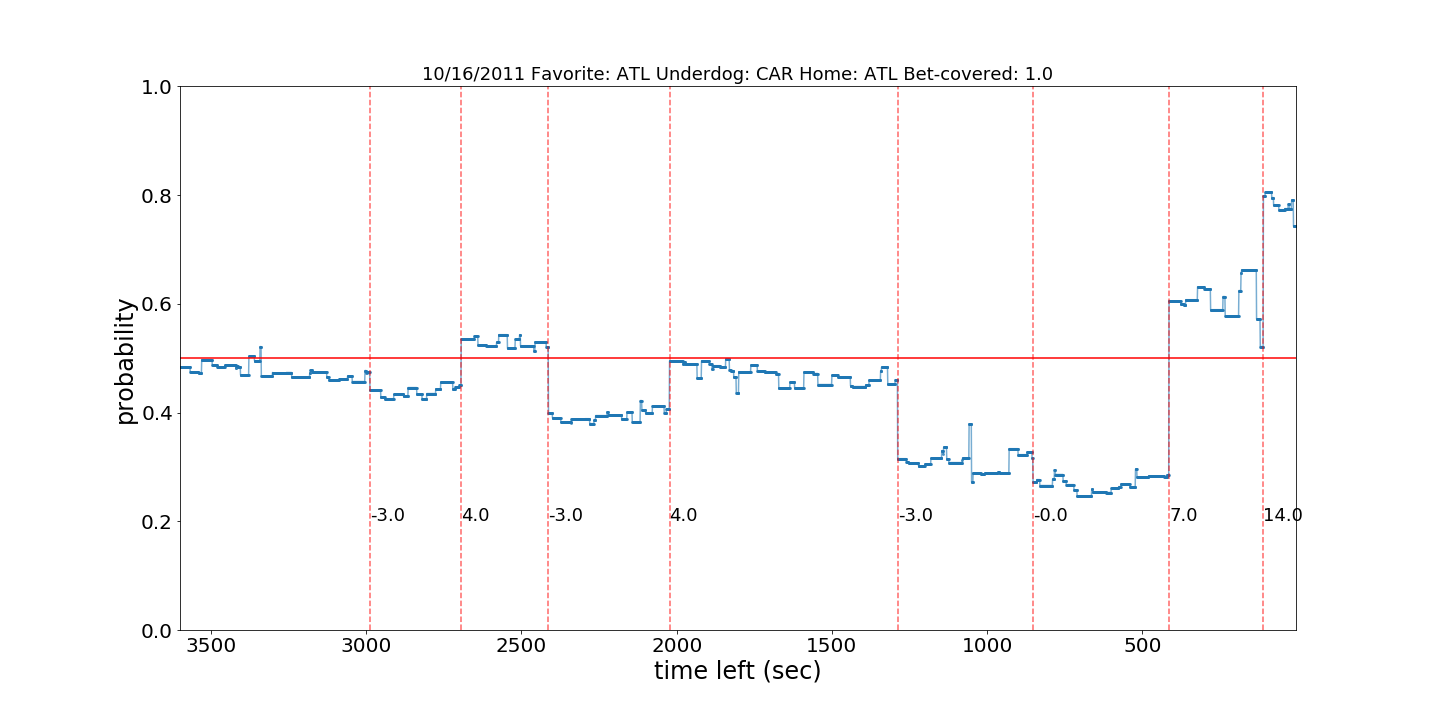 10/16/2011 Favorite: ATL Underdog: CAR Home: ATL Bet-covered: 1.0
1.0
0.8
0.6
0.4
0.2
0.0
probability
-3.0 4.0 -3.0 4.0 -3.0 -0.0 7.0 14.0
3500 3000 2500 2000 1500 1000 500
time left (sec)